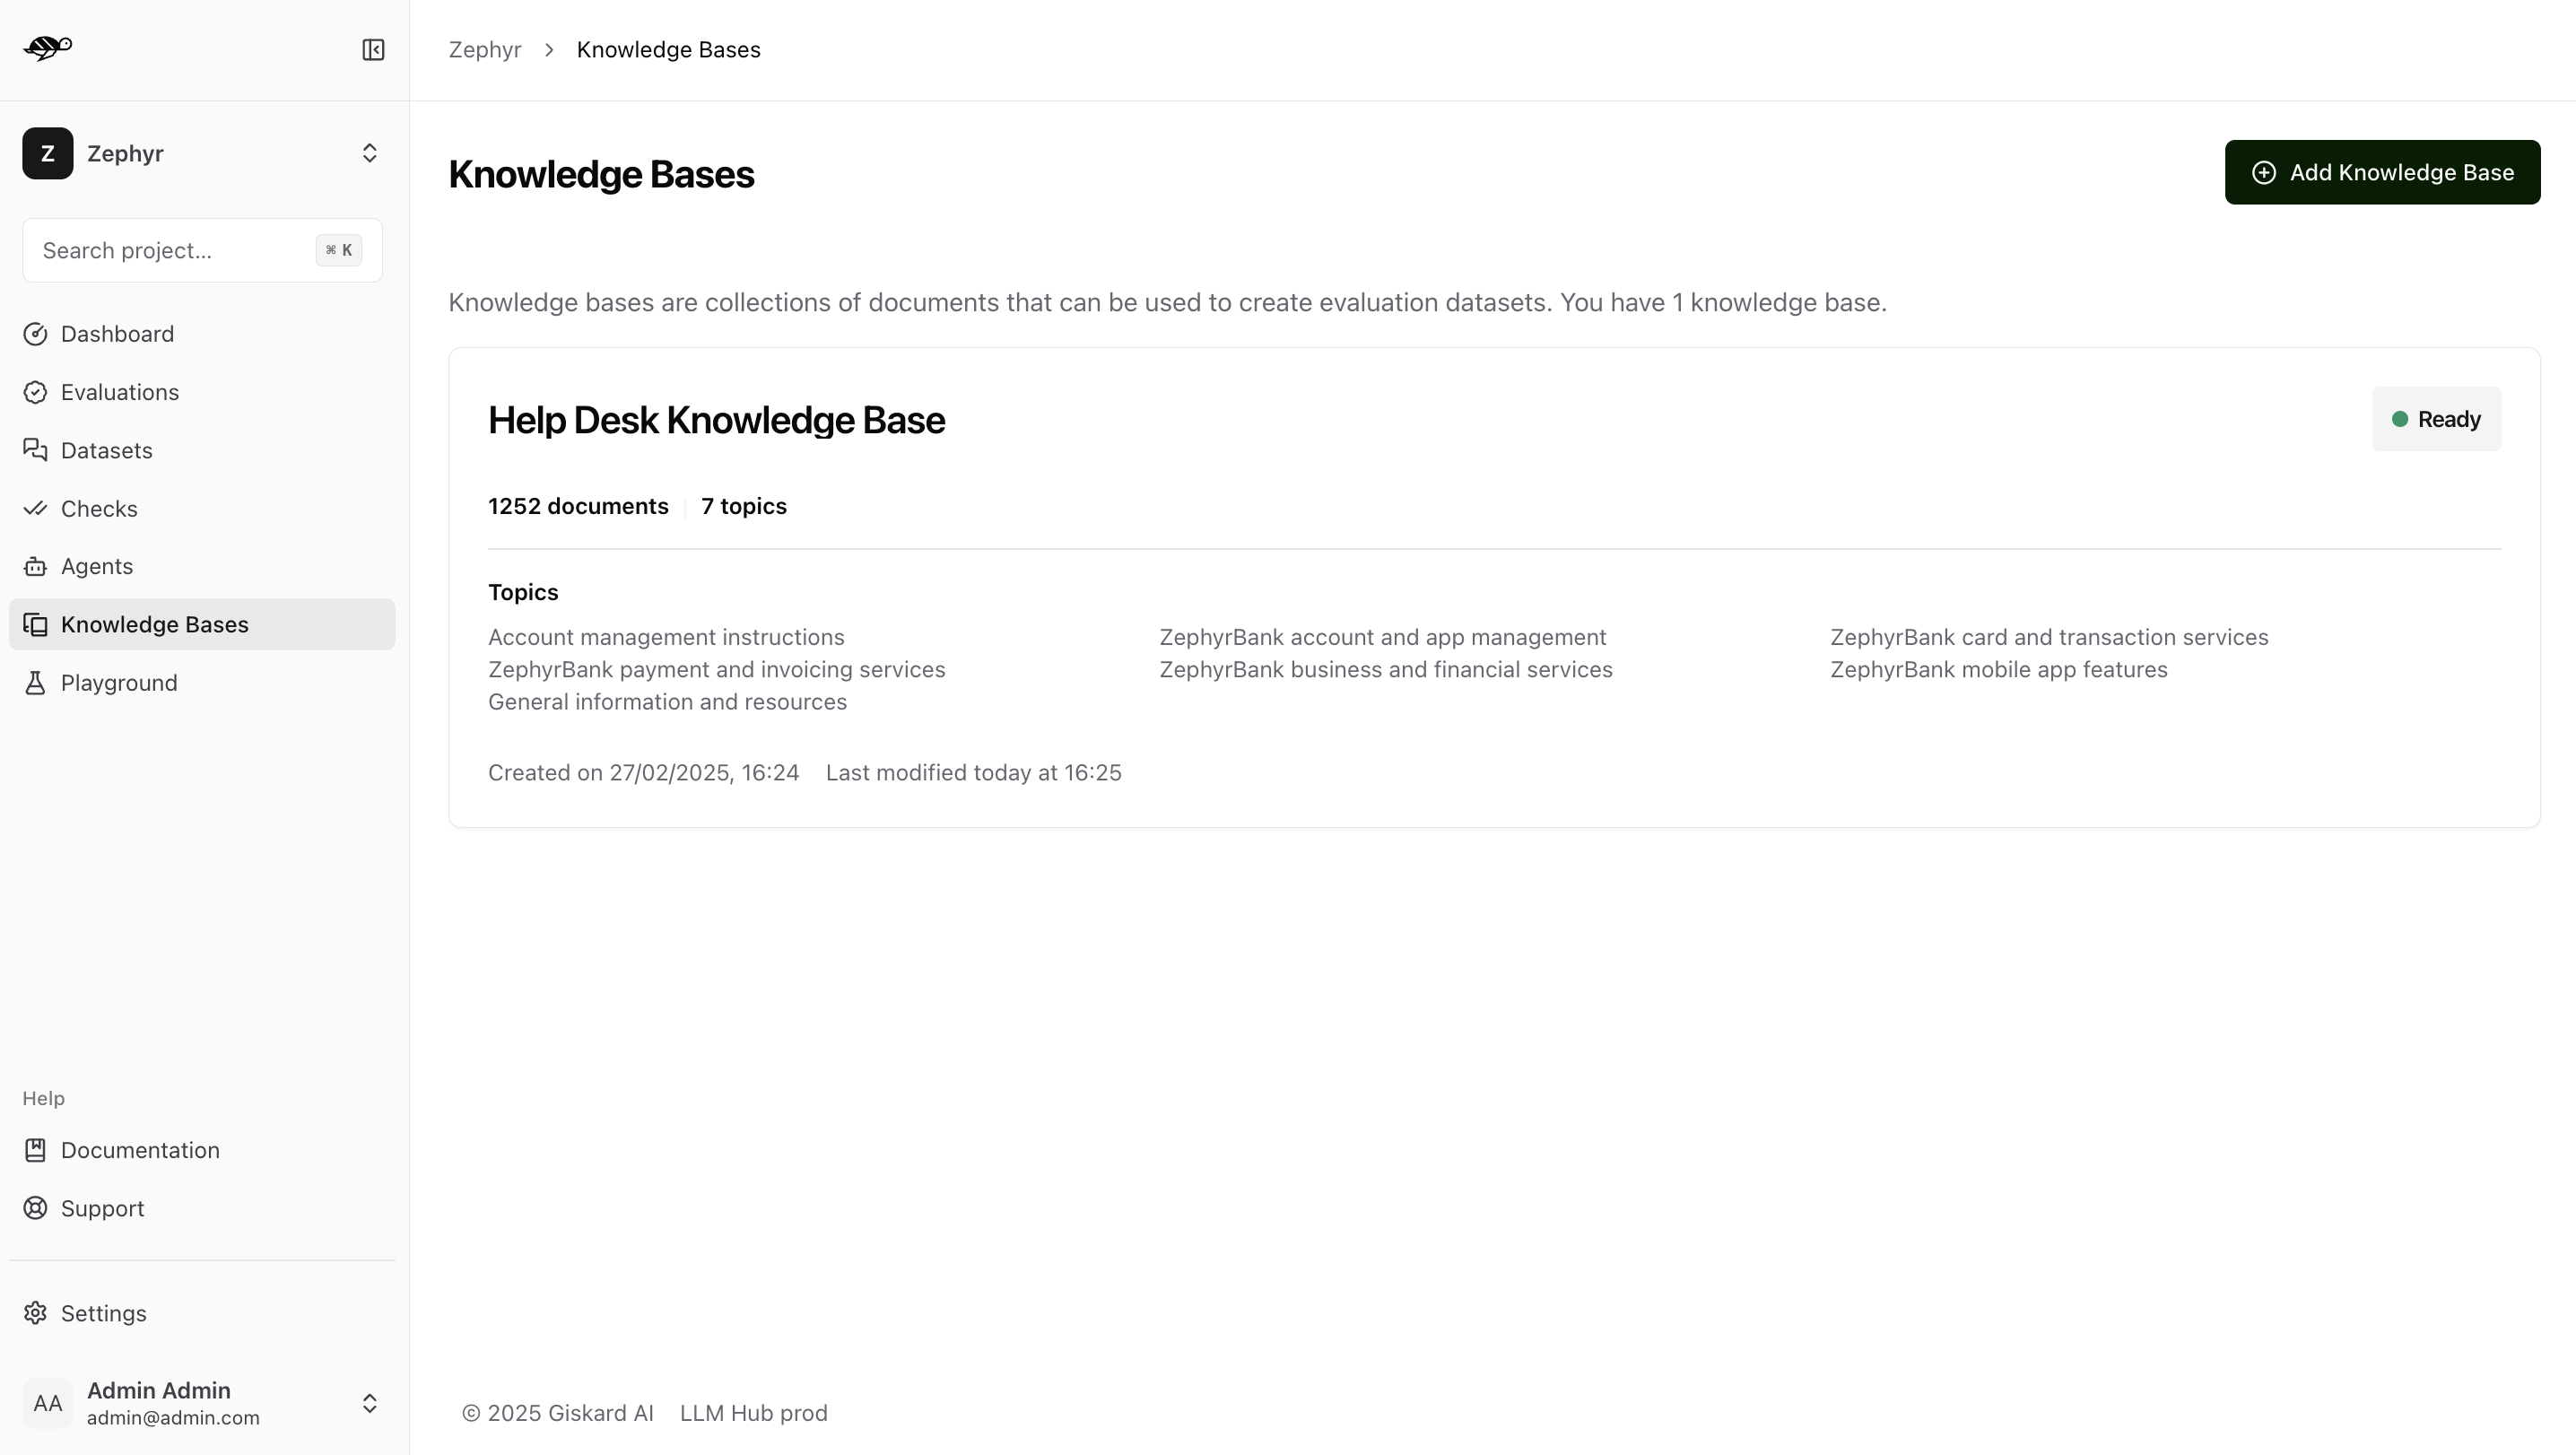 Zephyr > Knowledge Bases
Z Zephyr
Search project... ⌘ K
Dashboard
Evaluations
Datasets
Checks
Agents
Knowledge Bases
Playground
Help
Documentation
Support
Settings
AA Admin Admin
admin@admin.com
Knowledge Bases
Add Knowledge Base
Knowledge bases are collections of documents that can be used to create evaluation datasets. You have 1 knowledge base.
Help Desk Knowledge Base
Ready
1252 documents 7 topics
Topics
Account management instructions ZephyrBank account and app management ZephyrBank card and transaction services
ZephyrBank payment and invoicing services ZephyrBank business and financial services ZephyrBank mobile app features
General information and resources
Created on 27/02/2025, 16:24 Last modified today at 16:25
© 2025 Giskard AI LLM Hub prod